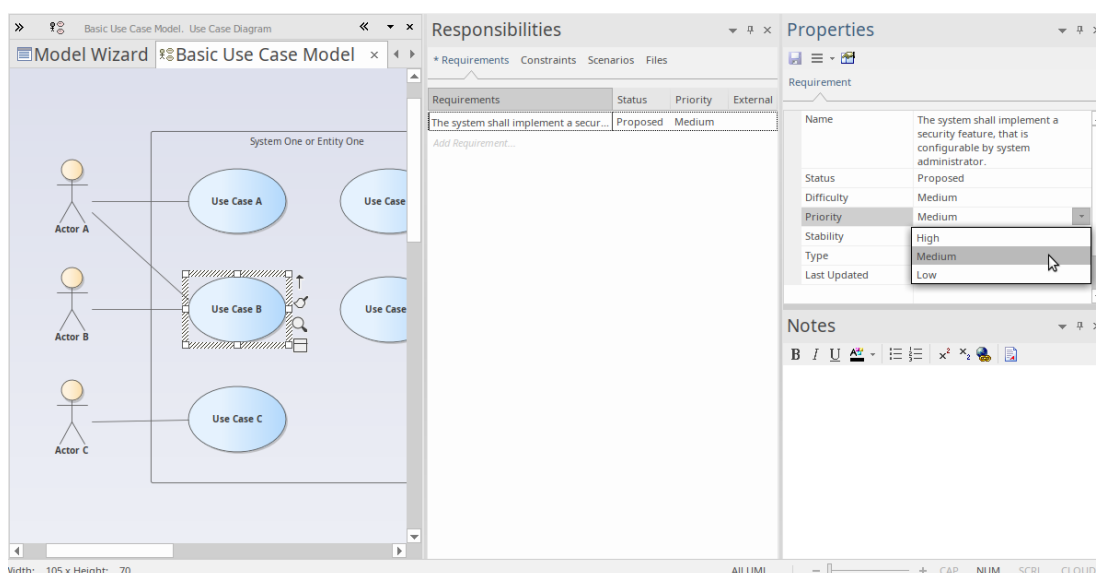 Basic Use Case Model. Use Case Diagram
Model Wizard
Basic Use Case Model
System One or Entity One
Use Case A
Use Case
Actor A
Use Case B
Use Case
Actor B
Use Case C
Actor C
Width: 105 x Height: 70
Responsibilities
* Requirements Constraints Scenarios Files
Requirements Status Priority External
The system shall implement a secur... Proposed Medium
Add Requirement...
Properties
Requirement
Name The system shall implement a
security feature, that is
configurable by system
administrator.
Status Proposed
Difficulty Medium
Priority Medium
Stability
High
Type
Medium
Last Updated
Low
Notes
B I U
CAP NUM SCRL CLOUD